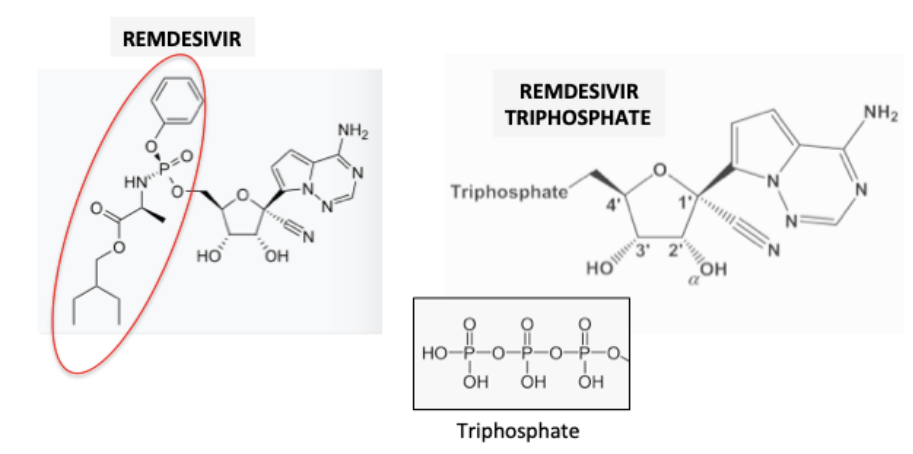 REMDESIVIR
O
O
P
O
HN
O
O
O
O
HO
OH
N
N
N
N
NH₂
REMDESIVIR
TRIPHOSPHATE
Triphosphate
O
4'
1'
3'
2'
HO
OH
α
N
N
N
N
NH₂
O O O
HO–P–O–P–O–P–O
OH OH OH
Triphosphate